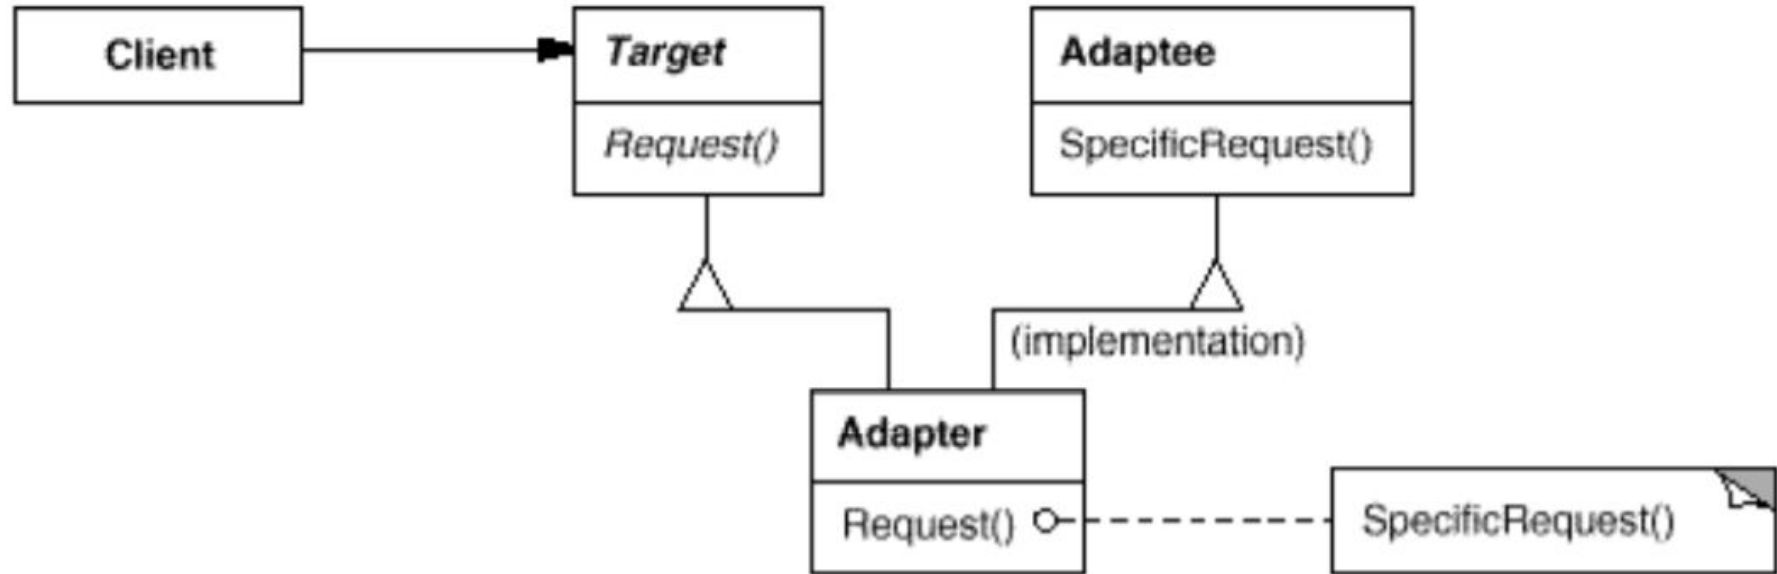 Client
Target
Request()
Adaptee
SpecificRequest()
(implementation)
Adapter
Request()
SpecificRequest()